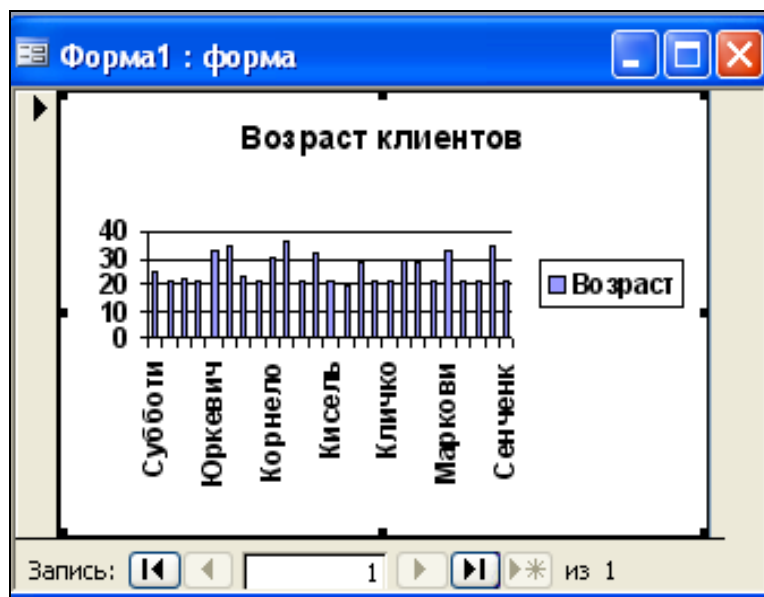 Форма1 : форма
Возраст клиентов
40
30
20
10
0
Возраст
Субботи
Юркевич
Корнело
Кисель
Кличко
Маркови
Сенченк
Запись: 1 из 1